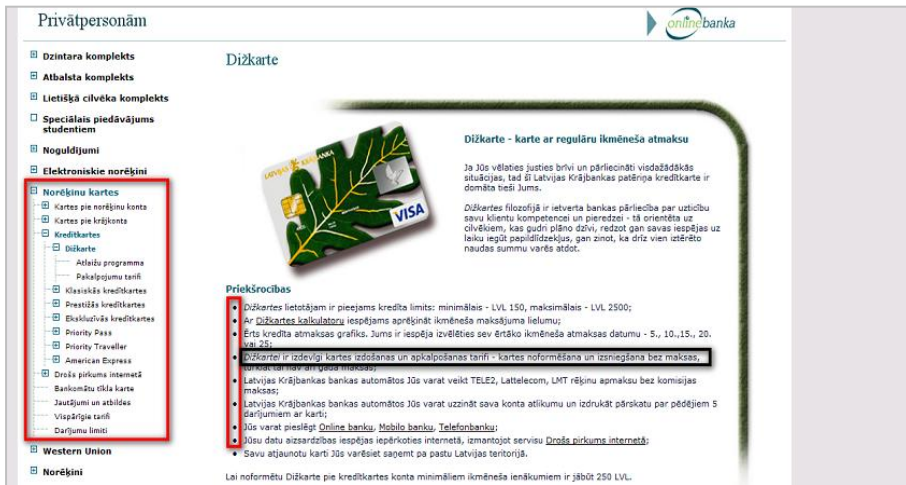 Privātpersonām
onlinebanka
Dzintara komplekts
Atbalsta komplekts
Lietišķā cilvēka komplekts
Speciālais piedāvājums
studentiem
Noguldījumi
Elektroniskie norēķini
Norēķinu kartes
Kartes pie norēķinu konta
Kartes pie krājkonta
Kredītkartes
Dižkarte
Atlaižu programma
Pakalpojumu tarifi
Klasiskās kredītkartes
Prestižās kredītkartes
Ekskluzīvās kredītkartes
Priority Pass
Priority Traveller
American Express
Drošs pirkums internetā
Bankomātu tīkla karte
Jautājumi un atbildes
Vispārīgie tarifi
Darījumu limiti
Western Union
Norēķini
Dižkarte
LATVIJAS KRĀJBANKA
VISA
Dižkarte - karte ar regulāru ikmēneša atmaksu
Ja Jūs vēlaties justies brīvi un pārliecināti visdažādākās
situācijas, tad šī Latvijas Krājbankas patēriņa kredītkarte ir
domāta tieši Jums.
Dižkartes filozofijā ir ietverta bankas pārliecība par uzticību
savu klientu kompetencei un pieredzei - tā orientēta uz
cilvēkiem, kas gudri plāno dzīvi, redzot gan savas iespējas uz
laiku iegūt papildlīdzekļus, gan zinot, ka drīz vien iztērēto
naudas summu varēs atdot.
Priekšrocības
• Dižkartes lietotājam ir pieejams kredīta limits: minimālais - LVL 150, maksimālais - LVL 2500;
• Ar Dižkartes kalkulatoru iespējams aprēķināt ikmēneša maksājuma lielumu;
• Ērts kredīta atmaksas grafiks. Jums ir iespēja izvēlēties sev ērtāko ikmēneša atmaksas datumu - 5., 10.,15., 20.
vai 25;
• Dižkartei ir izdevīgi kartes izdošanas un apkalpošanas tarifi - kartes noformēšana un izsniegšana bez maksas,
turklāt tai nav arī gada maksas;
• Latvijas Krājbankas bankas automātos Jūs varat veikt TELE2, Lattelecom, LMT rēķinu apmaksu bez komisijas
maksas;
• Latvijas Krājbankas bankas automātos Jūs varat uzzināt sava konta atlikumu un izdrukāt pārskatu par pēdējiem 5
darījumiem ar karti;
• Jūs varat pieslēgt Online banku, Mobilo banku, Telefonbanku;
• Jūsu datu aizsardzības iespējas iepērkoties internetā, izmantojot servisu Drošs pirkums internetā;
• Savu atjaunotu karti Jūs varēsiet saņemt pa pastu Latvijas teritorijā.
Lai noformētu Dižkarte pie kredītkartes konta minimāliem ikmēneša ienākumiem ir jābūt 250 LVL.